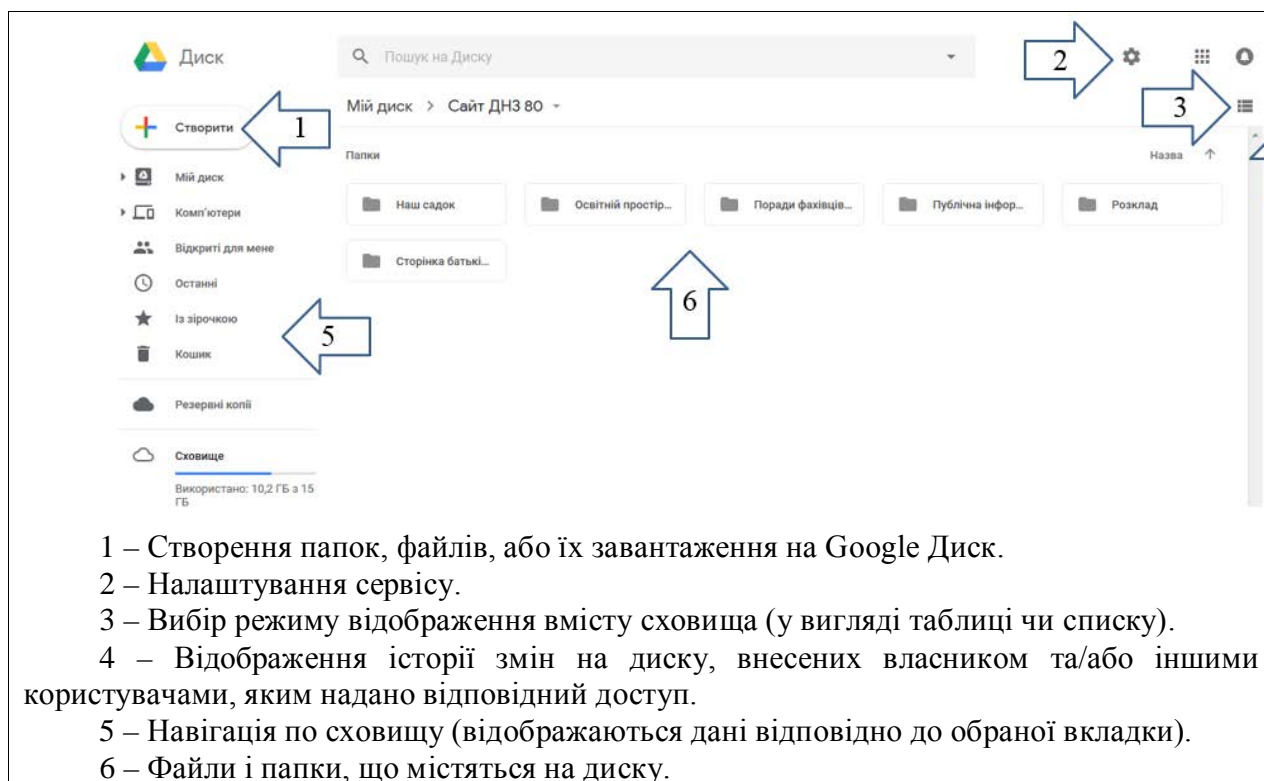 Диск
Пошук на Диску
2
Мій диск > Сайт ДНЗ 80
3
Створити
1
Папки
Назва
Мій диск
Комп'ютери
Відкриті для мене
Останні
Із зірочкою
Кошик
Резервні копії
Сховище
Використано: 10,2 ГБ з 15
ГБ
5
Наш садок
Освітній простір...
Поради фахівців...
Публічна інфор...
Розклад
Сторінка батькі...
6
1 – Створення папок, файлів, або їх завантаження на Google Диск.
2 – Налаштування сервісу.
3 – Вибір режиму відображення вмісту сховища (у вигляді таблиці чи списку).
4 – Відображення історії змін на диску, внесених власником та/або іншими
користувачами, яким надано відповідний доступ.
5 – Навігація по сховищу (відображаються дані відповідно до обраної вкладки).
6 – Файли і папки, що містяться на диску.